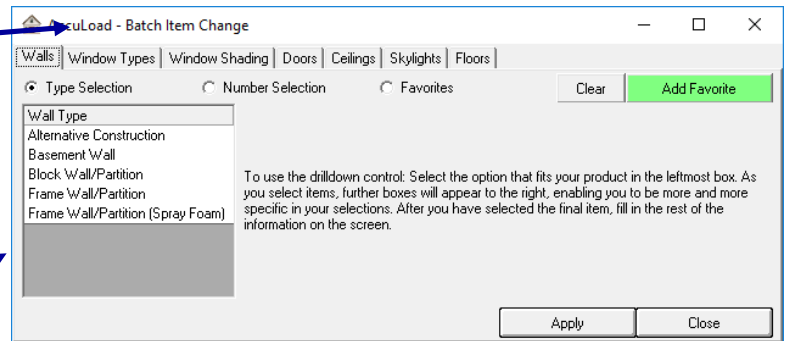 AccuLoad - Batch Item Change
Walls Window Types Window Shading Doors Ceilings Skylights Floors
Type Selection Number Selection Favorites Clear Add Favorite
Wall Type
Alternative Construction
Basement Wall
Block Wall/Partition
Frame Wall/Partition
Frame Wall/Partition (Spray Foam)
To use the drilldown control: Select the option that fits your product in the leftmost box. As
you select items, further boxes will appear to the right, enabling you to be more and more
specific in your selections. After you have selected the final item, fill in the rest of the
information on the screen.
Apply Close